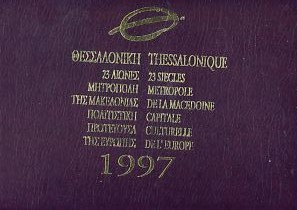 ΘΕΣΣΑΛΟΝΙΚΗ THESSALONIQUE
23 ΑΙΩΝΕΣ 23 SIECLES
ΜΗΤΡΟΠΟΛΗ METROPOLE
ΤΗΣ ΜΑΚΕΔΟΝΙΑΣ DE LA MACEDOINE
ΠΟΛΙΤΙΣΤΙΚΗ CAPITALE
ΠΡΩΤΕΥΟΥΣΑ CULTURELLE
ΤΗΣ ΕΥΡΩΠΗΣ DE L'EUROPE
1997